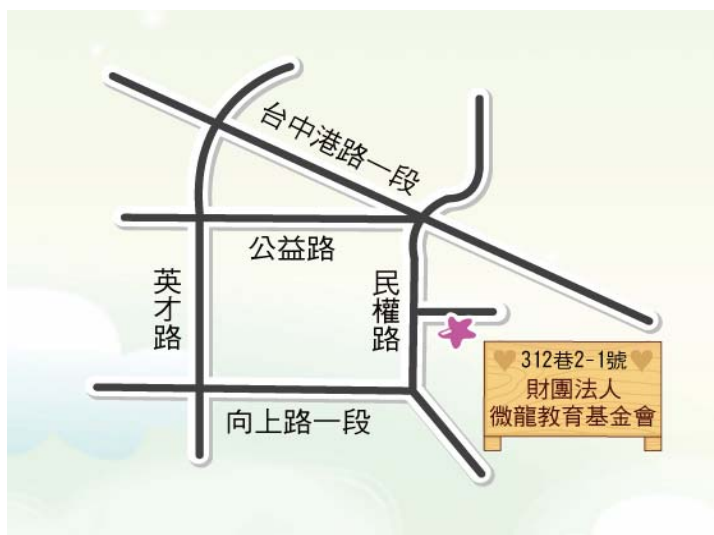 台中港路一段
公益路
英才路
民權路
312巷2-1號
財團法人
微龍教育基金會
向上路一段